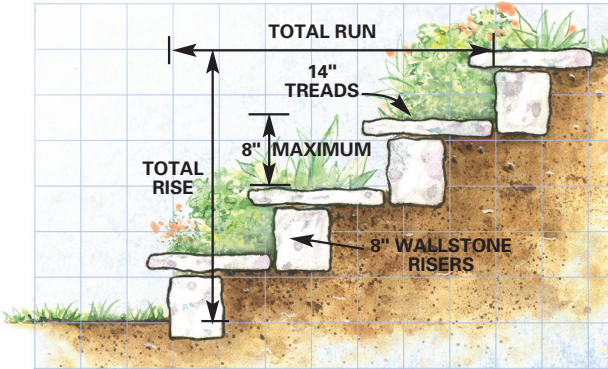 TOTAL RUN
14"
TREADS
8" MAXIMUM
TOTAL
RISE
8" WALLSTONE
RISERS